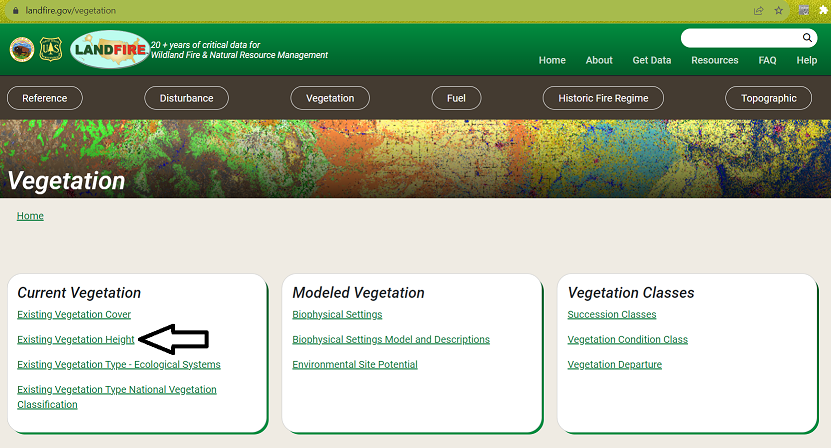 landfire.gov/vegetation
LANDFIRE
20 + years of critical data for
Wildland Fire & Natural Resource Management
Home About Get Data Resources FAQ Help
Reference Disturbance Vegetation Fuel Historic Fire Regime Topographic
Vegetation
Home
Current Vegetation
Existing Vegetation Cover
Existing Vegetation Height
Existing Vegetation Type - Ecological Systems
Existing Vegetation Type National Vegetation
Classification
Modeled Vegetation
Biophysical Settings
Biophysical Settings Model and Descriptions
Environmental Site Potential
Vegetation Classes
Succession Classes
Vegetation Condition Class
Vegetation Departure